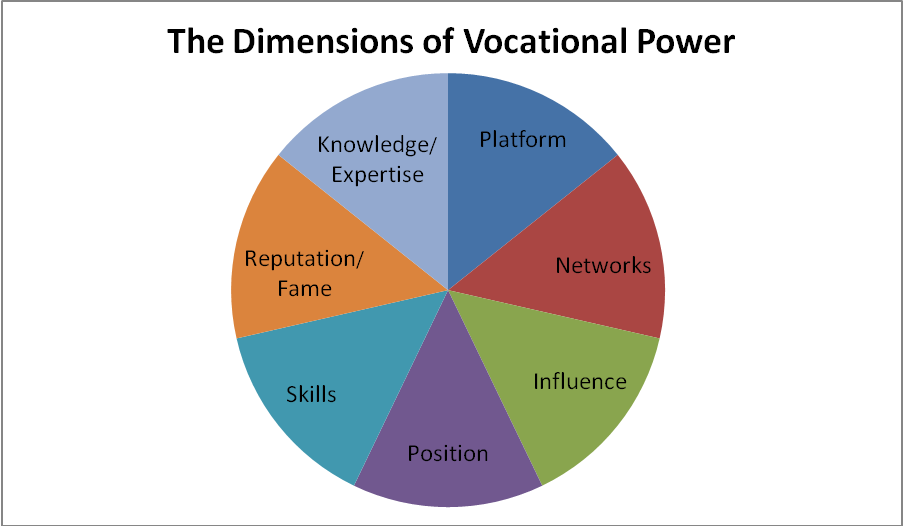 The Dimensions of Vocational Power
Platform
Networks
Influence
Position
Skills
Reputation/
Fame
Knowledge/
Expertise